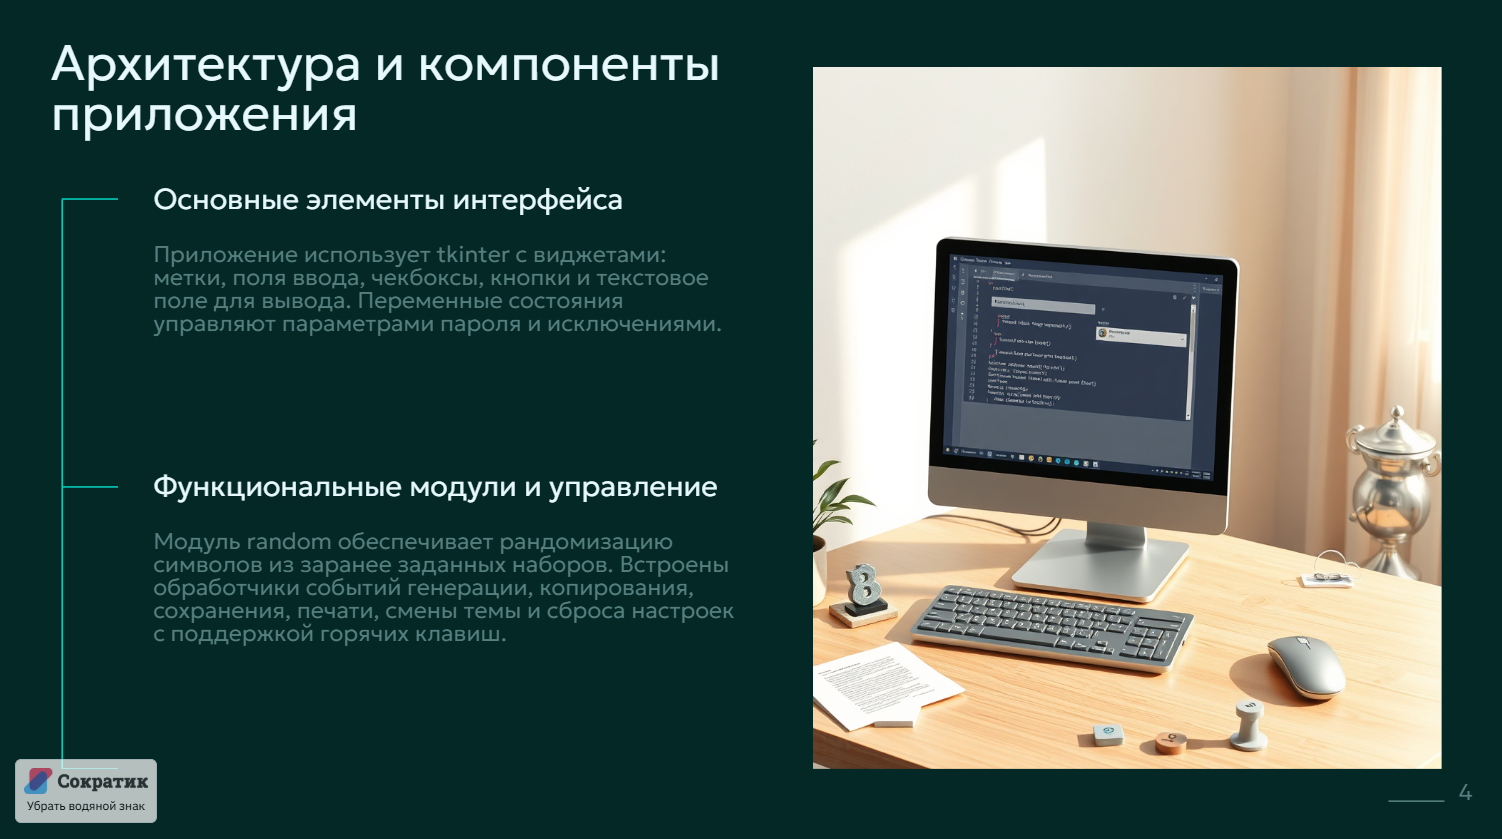 Архитектура и компоненты
приложения
Основные элементы интерфейса
Приложение использует tkinter с виджетами:
метки, поля ввода, чекбоксы, кнопки и текстовое
поле для вывода. Переменные состояния
управляют параметрами пароля и исключениями.
Функциональные модули и управление
Модуль random обеспечивает рандомизацию
символов из заранее заданных наборов. Встроены
обработчики событий генерации, копирования,
сохранения, печати, смены темы и сброса настроек
с поддержкой горячих клавиш.
8
Сократик
Убрать водяной знак
4